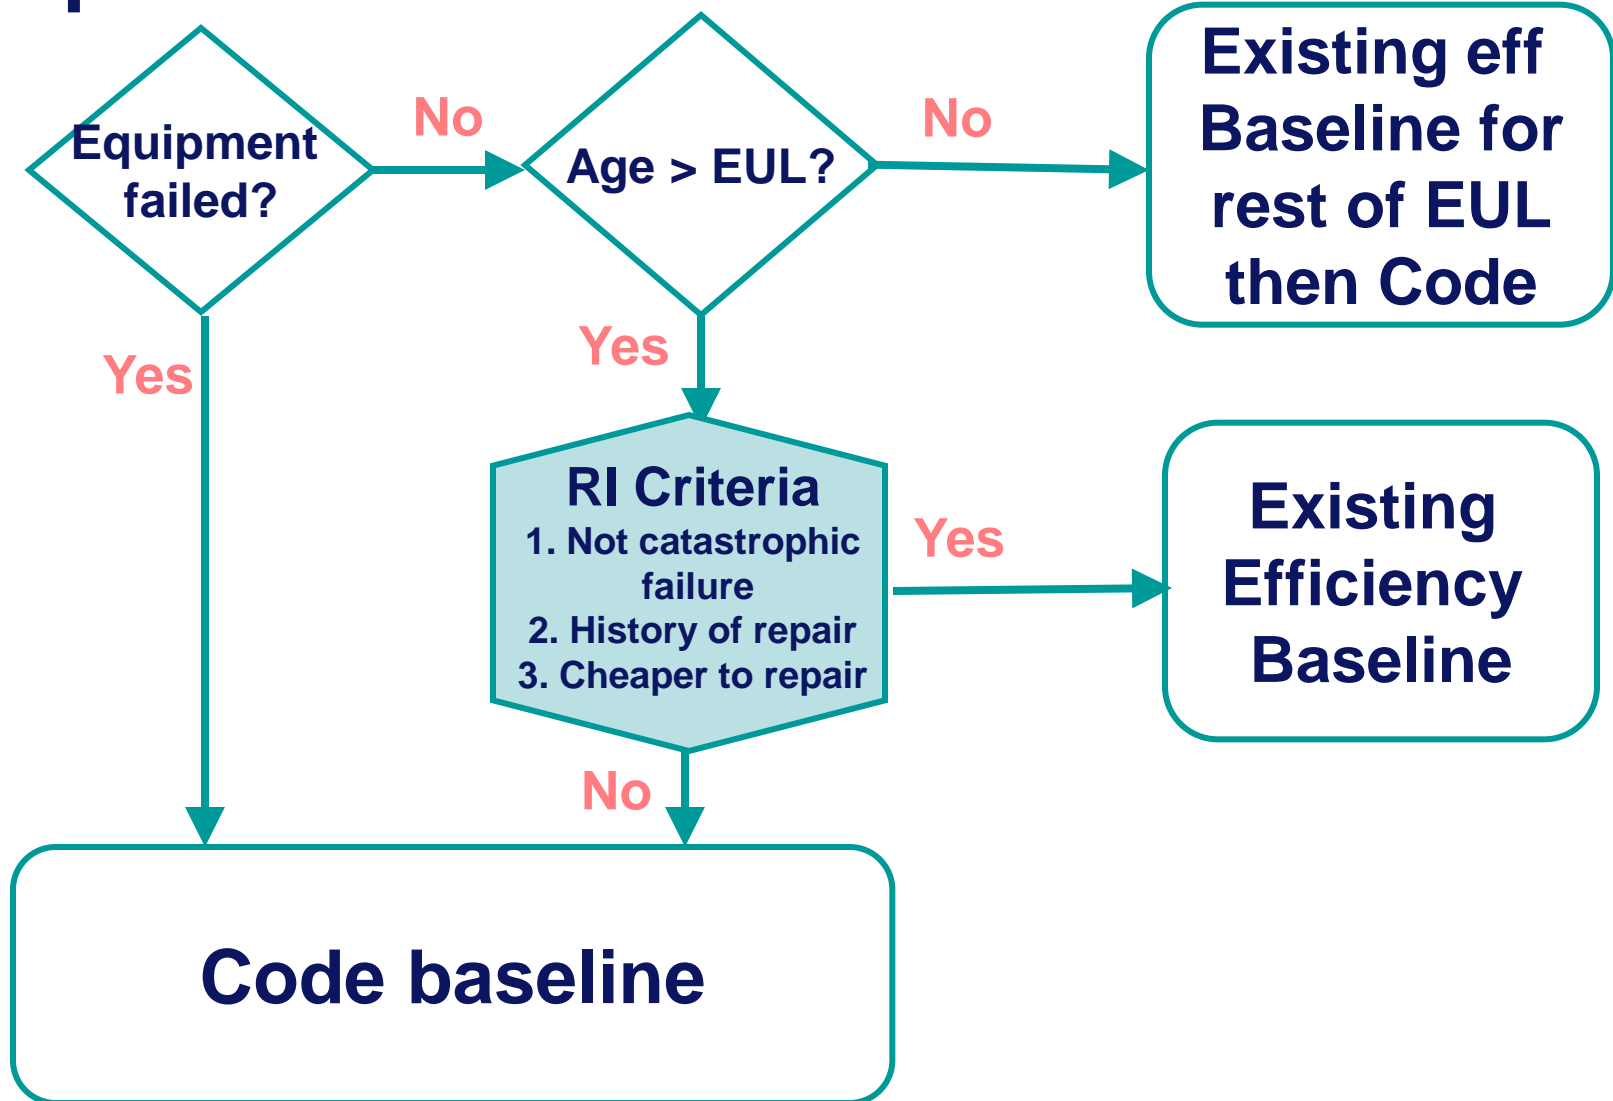 Equipment
failed?
No
Age > EUL?
No
Existing eff
Baseline for
rest of EUL
then Code
Yes
Yes
RI Criteria
1. Not catastrophic
failure
2. History of repair
3. Cheaper to repair
Yes
Existing
Efficiency
Baseline
No
Code baseline